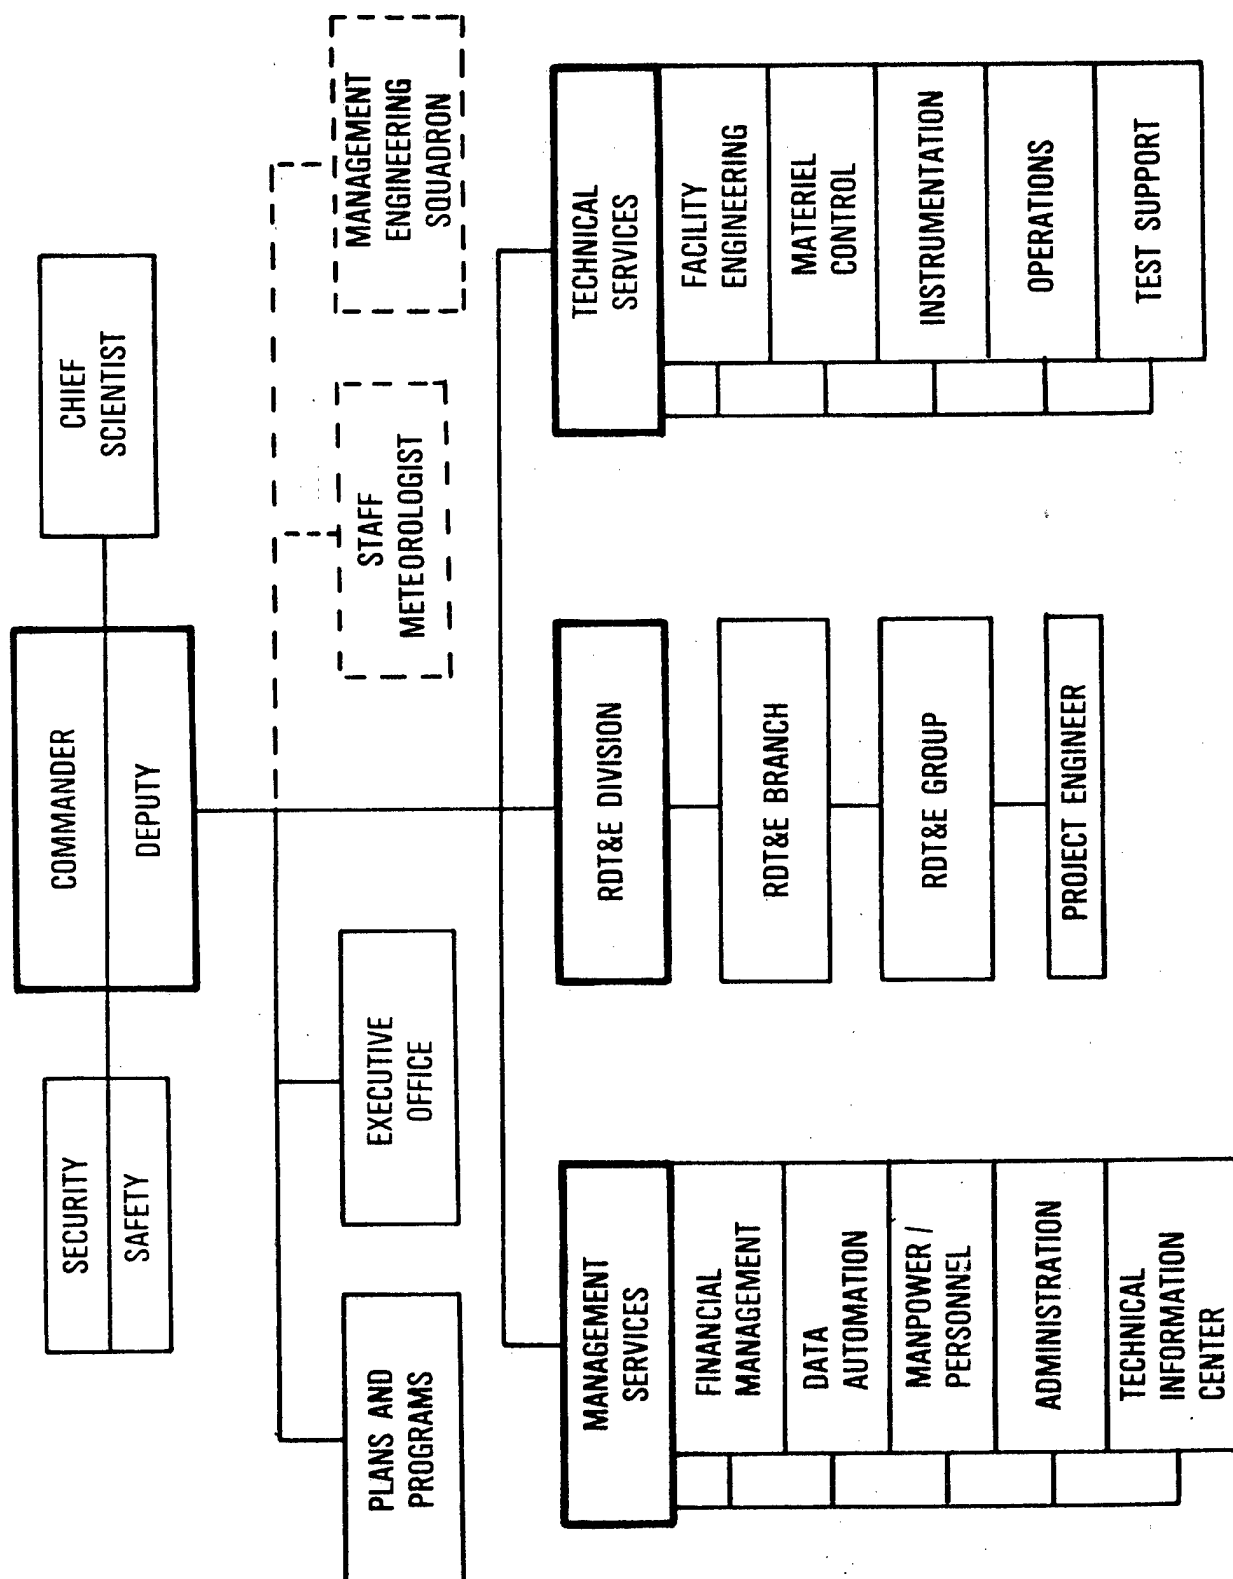 SECURITY
SAFETY
COMMANDER
DEPUTY
CHIEF
SCIENTIST
PLANS AND
PROGRAMS
EXECUTIVE
OFFICE
STAFF
METEOROLOGIST
MANAGEMENT
ENGINEERING
SQUADRON
MANAGEMENT
SERVICES
FINANCIAL
MANAGEMENT
DATA
AUTOMATION
MANPOWER /
PERSONNEL
ADMINISTRATION
TECHNICAL
INFORMATION
CENTER
RDT&E DIVISION
RDT&E BRANCH
RDT&E GROUP
PROJECT ENGINEER
TECHNICAL
SERVICES
FACILITY
ENGINEERING
MATERIEL
CONTROL
INSTRUMENTATION
OPERATIONS
TEST SUPPORT